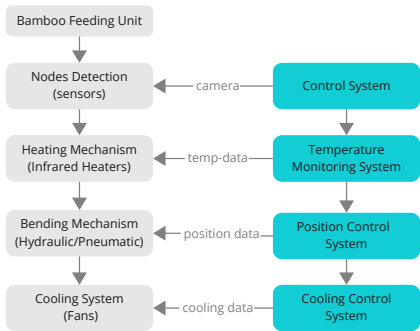 Bamboo Feeding Unit
Nodes Detection
(sensors)
camera
Control System
Heating Mechanism
(Infrared Heaters)
temp-data
Temperature
Monitoring System
Bending Mechanism
(Hydraulic/Pneumatic)
position data
Position Control
System
Cooling System
(Fans)
cooling data
Cooling Control
System